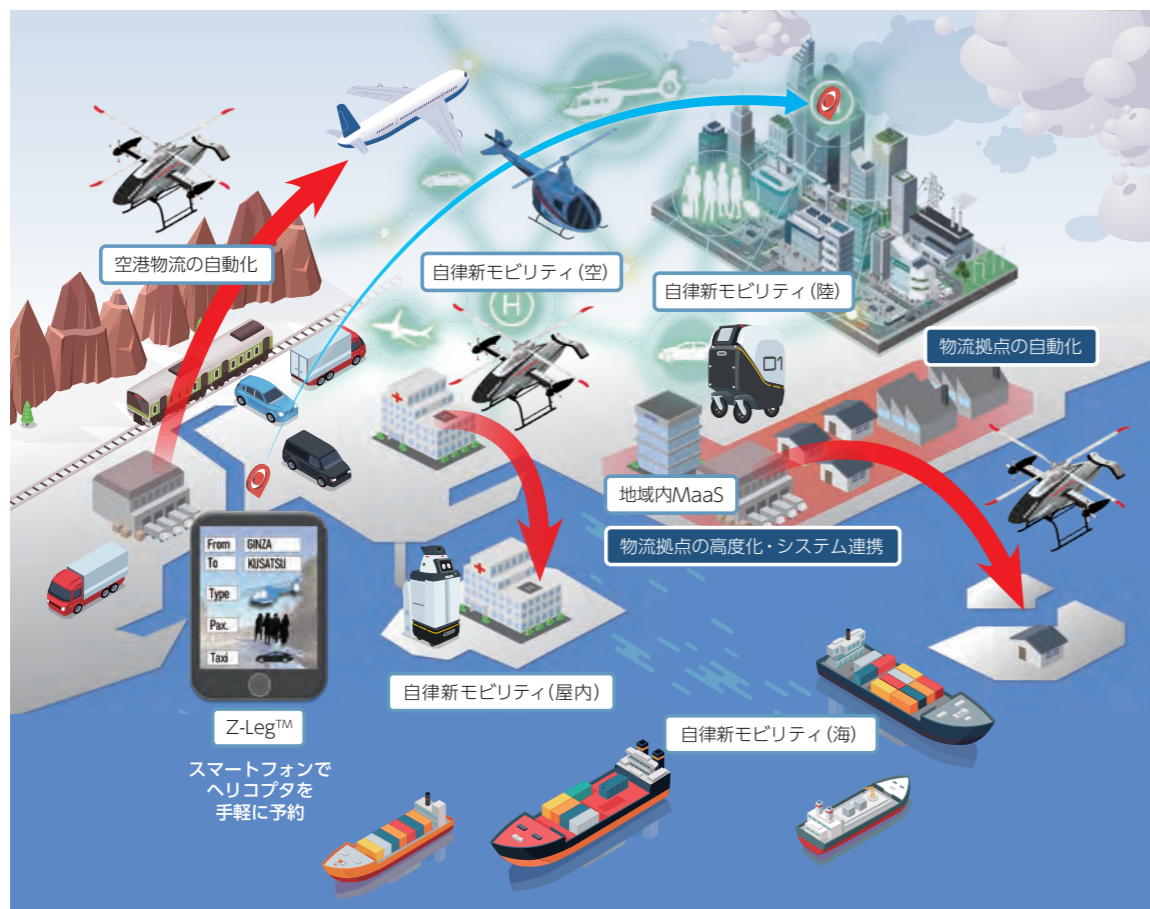 空港物流の自動化
自律新モビリティ(空)
自律新モビリティ(陸)
H
01
物流拠点の自動化
地域内MaaS
物流拠点の高度化・システム連携
From GINZA
To KUSATSU
Type
Pax.
Taxi
自律新モビリティ(屋内)
Z-Leg™
自律新モビリティ(海)
スマートフォンで
ヘリコプタを
手軽に予約